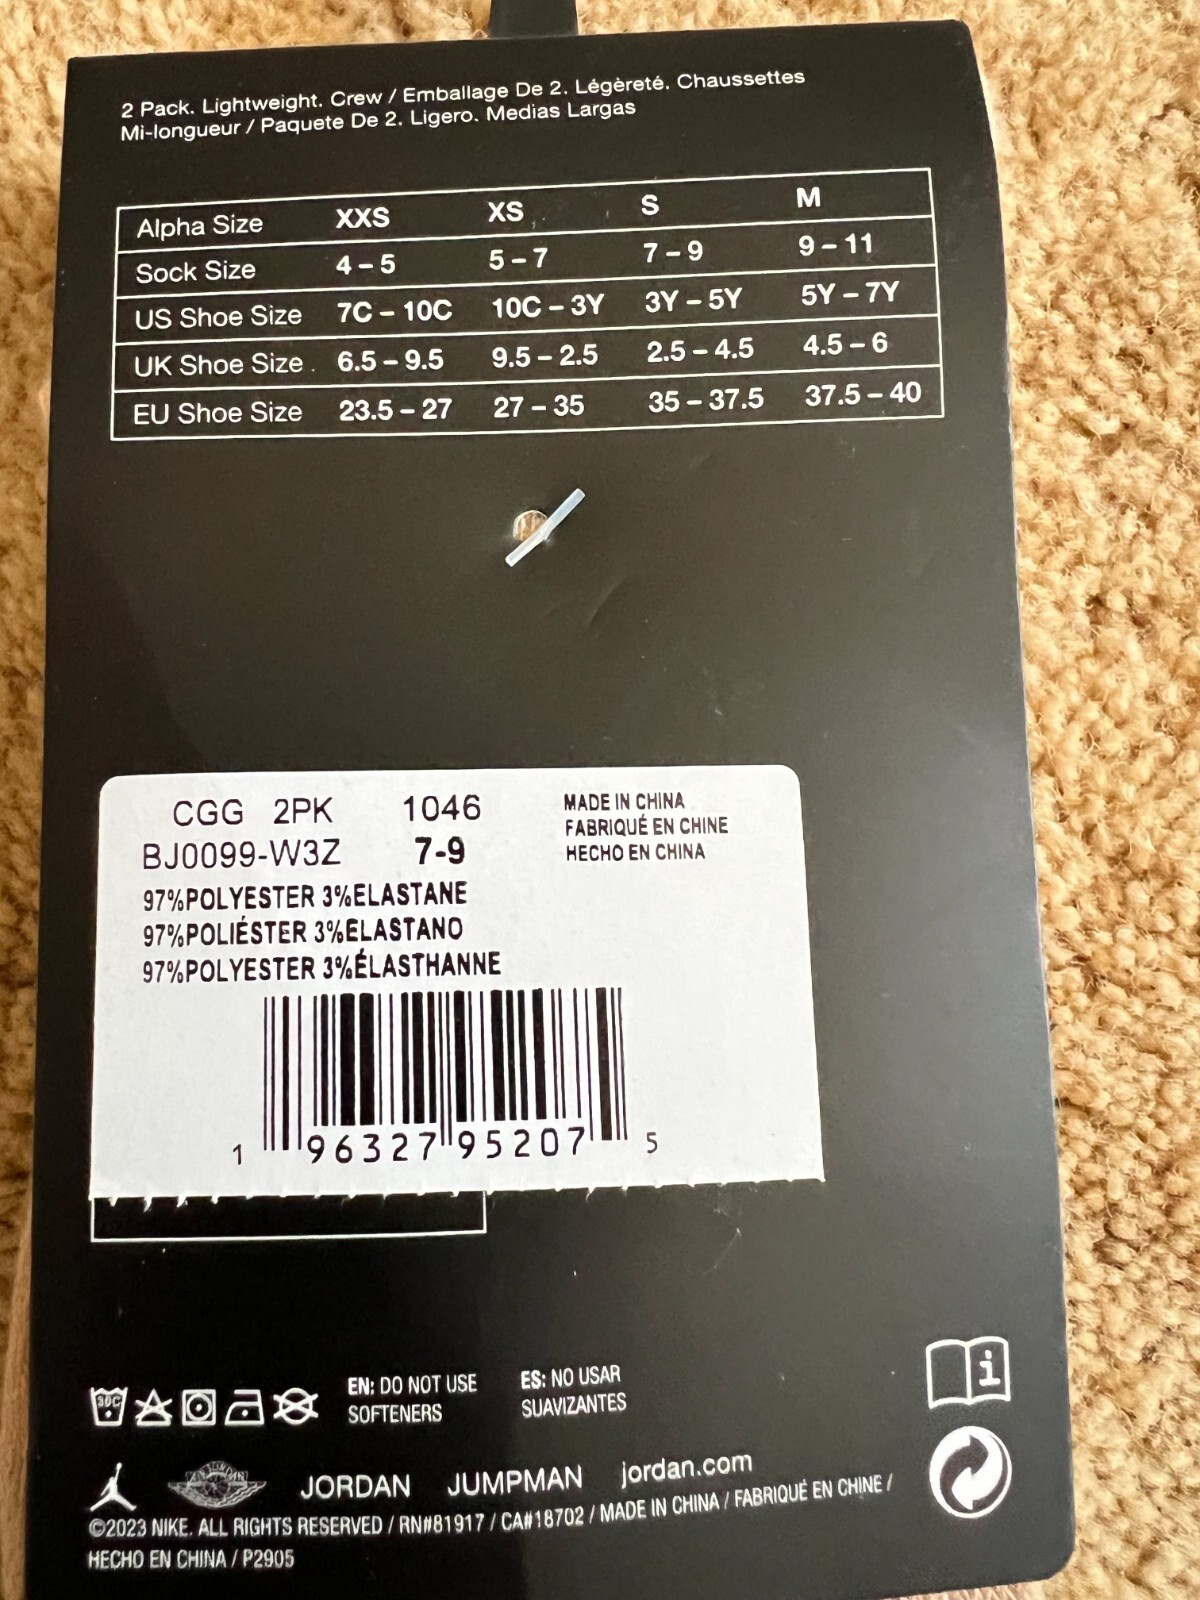 2 Pack. Lightweight. Crew / Emballage De 2. Légèreté. Chaussettes
Mi-longueur / Paquete De 2. Ligero. Medias Largas
Alpha Size XXS XS S M
Sock Size 4 – 5 5 – 7 7 – 9 9 – 11
US Shoe Size 7C – 10C 10C – 3Y 3Y – 5Y 5Y – 7Y
UK Shoe Size 6.5 – 9.5 9.5 – 2.5 2.5 – 4.5 4.5 – 6
EU Shoe Size 23.5 – 27 27 – 35 35 – 37.5 37.5 – 40
CGG 2PK 1046 MADE IN CHINA
FABRIQUÉ EN CHINE
BJ0099-W3Z 7-9 HECHO EN CHINA
97%POLYESTER 3%ELASTANE
97%POLIÉSTER 3%ELASTANO
97%POLYESTER 3%ÉLASTHANNE
1 96327 95207 5
30C EN: DO NOT USE ES: NO USAR
SOFTENERS SUAVIZANTES
i
JORDAN JUMPMAN jordan.com
©2023 NIKE. ALL RIGHTS RESERVED / RN#81917 / CA#18702 / MADE IN CHINA / FABRIQUÉ EN CHINE /
HECHO EN CHINA / P2905